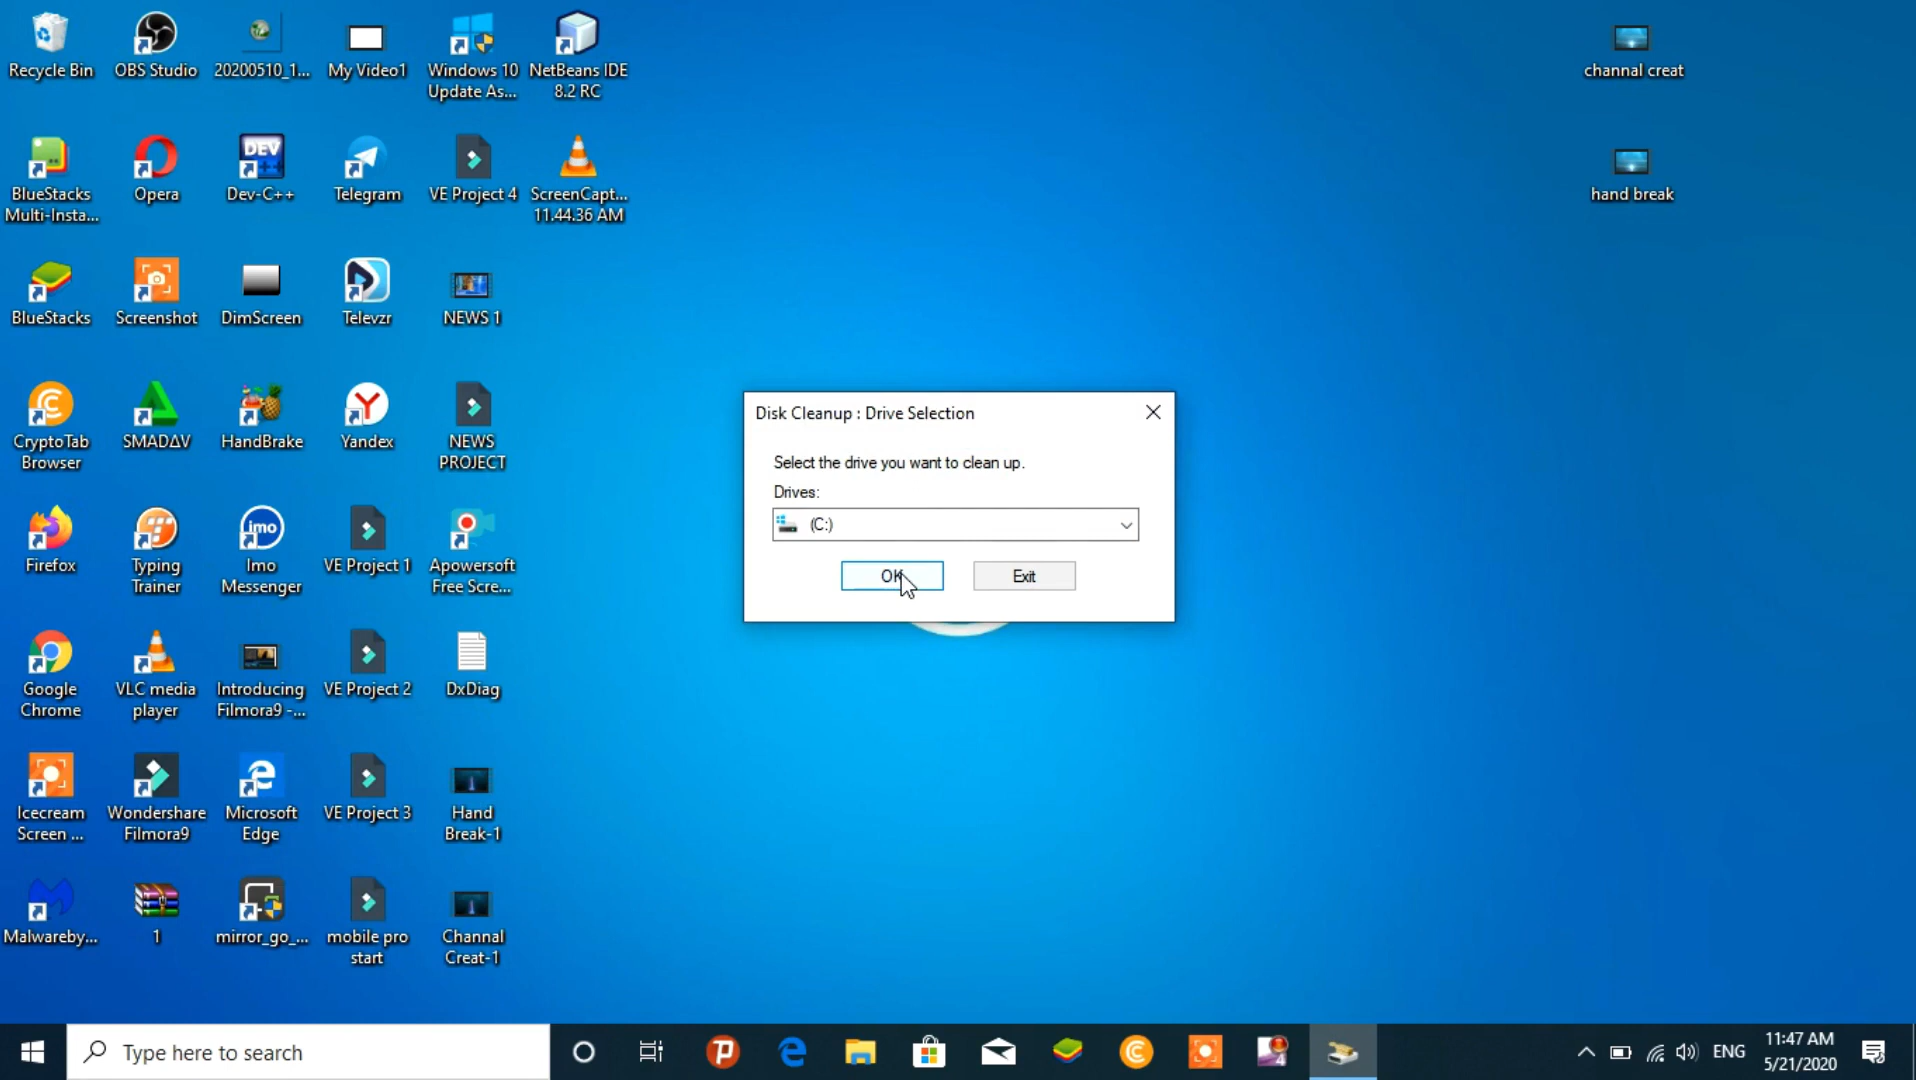 Recycle Bin
OBS Studio
20200510_1...
My Video1
Windows 10
Update As...
NetBeans IDE
8.2 RC
channal creat
BlueStacks
Multi-Insta...
Opera
DEV
Dev-C++
Telegram
VE Project 4
ScreenCapt...
11.44.36 AM
hand break
BlueStacks
Screenshot
DimScreen
Televzr
NEWS 1
CryptoTab
Browser
SMADΔV
HandBrake
Yandex
NEWS
PROJECT
Firefox
Typing
Trainer
imo
Imo
Messenger
VE Project 1
Apowersoft
Free Scre...
Google
Chrome
VLC media
player
Introducing
Filmora9 -...
VE Project 2
DxDiag
Icecream
Screen ...
Wondershare
Filmora9
Microsoft
Edge
VE Project 3
Hand
Break-1
Malwareby...
1
mirror_go_...
mobile pro
start
Channal
Creat-1
Disk Cleanup : Drive Selection
Select the drive you want to clean up.
Drives:
(C:)
OK
Exit
Type here to search
ENG
11:47 AM
5/21/2020